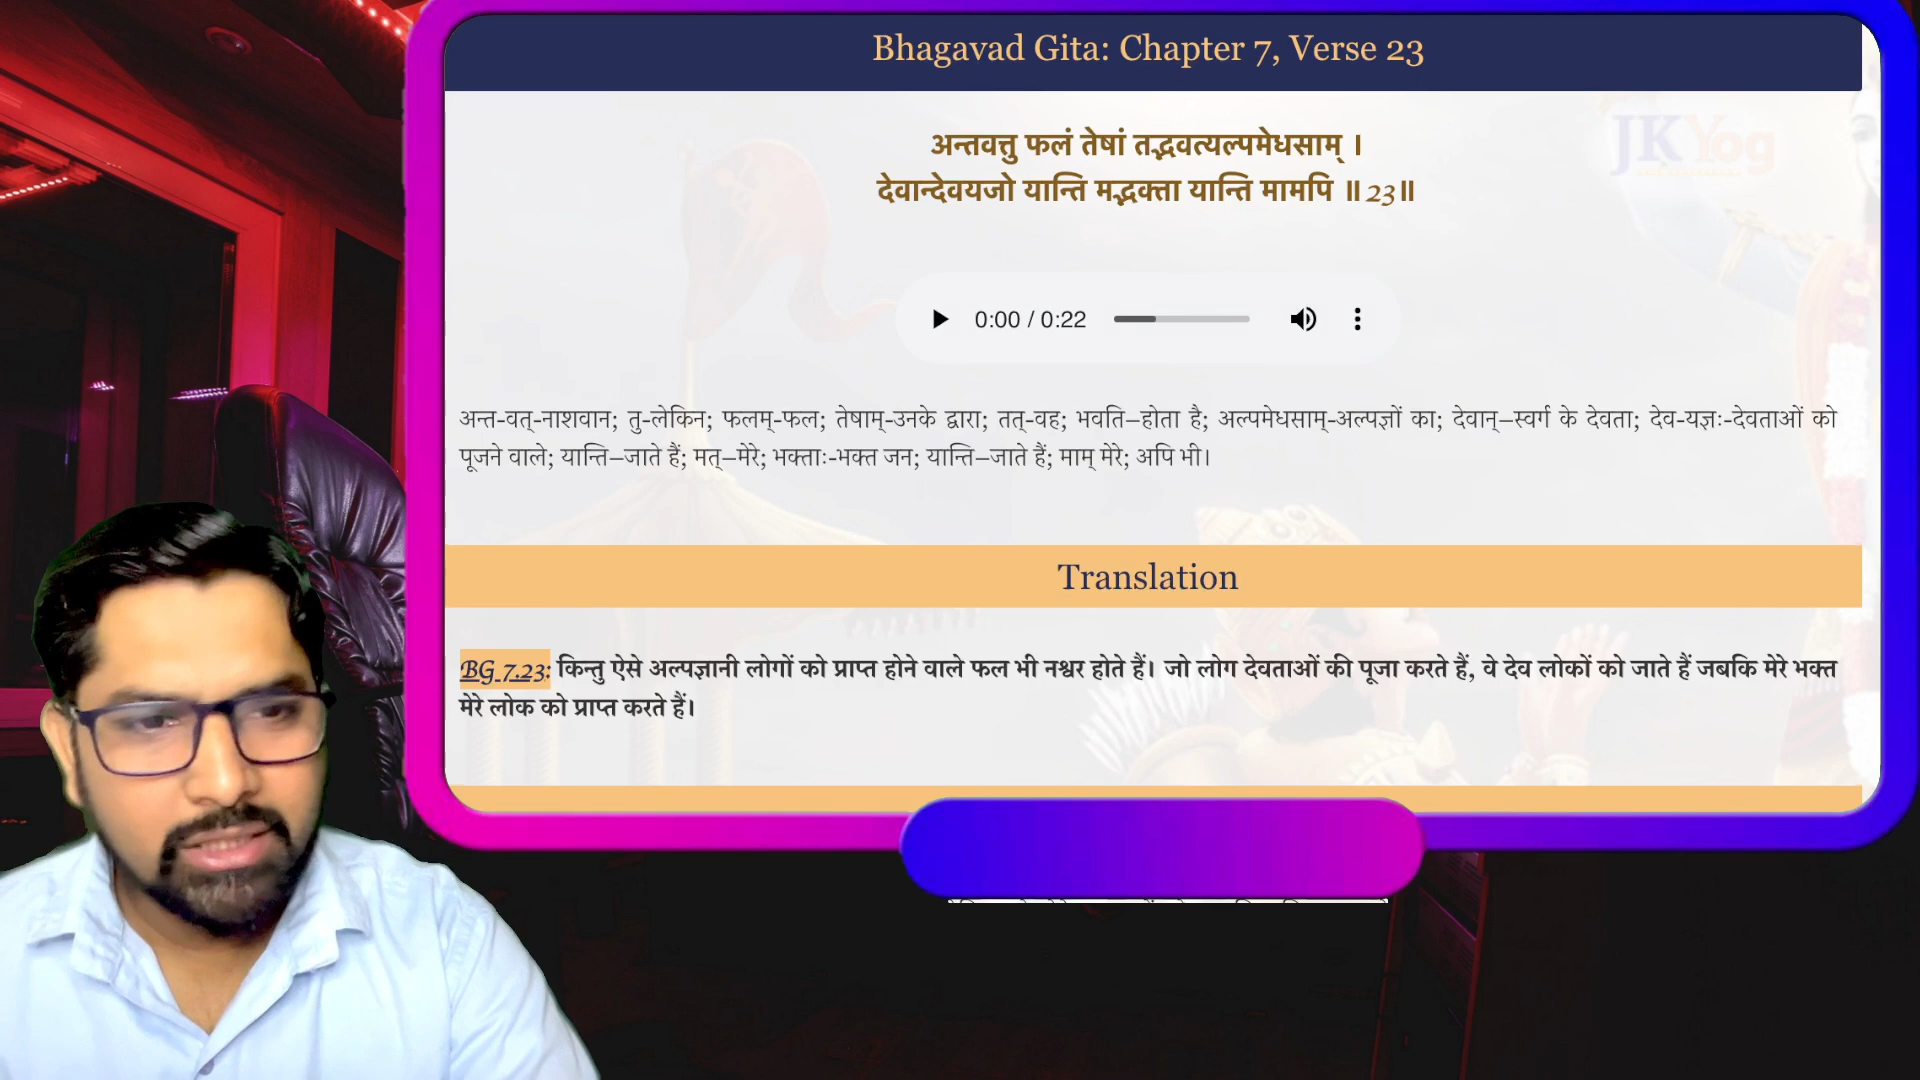 Bhagavad Gita: Chapter 7, Verse 23
JKYog
अन्तवत्तु फलं तेषां तद्भवत्यल्पमेधसाम् ।
देवान्देवयजो यान्ति मद्भक्ता यान्ति मामपि ॥23॥
0:00 / 0:22
अन्त-वत्-नाशवान; तु-लेकिन; फलम्-फल; तेषाम्-उनके द्वारा; तत्-वह; भवति–होता है; अल्पमेधसाम्-अल्पज्ञों का; देवान्–स्वर्ग के देवता; देव-यज्ञः-देवताओं को
पूजने वाले; यान्ति–जाते हैं; मत्–मेरे; भक्ताः-भक्त जन; यान्ति–जाते हैं; माम् मेरे; अपि भी।
Translation
BG 7.23: किन्तु ऐसे अल्पज्ञानी लोगों को प्राप्त होने वाले फल भी नश्वर होते हैं। जो लोग देवताओं की पूजा करते हैं, वे देव लोकों को जाते हैं जबकि मेरे भक्त
मेरे लोक को प्राप्त करते हैं।